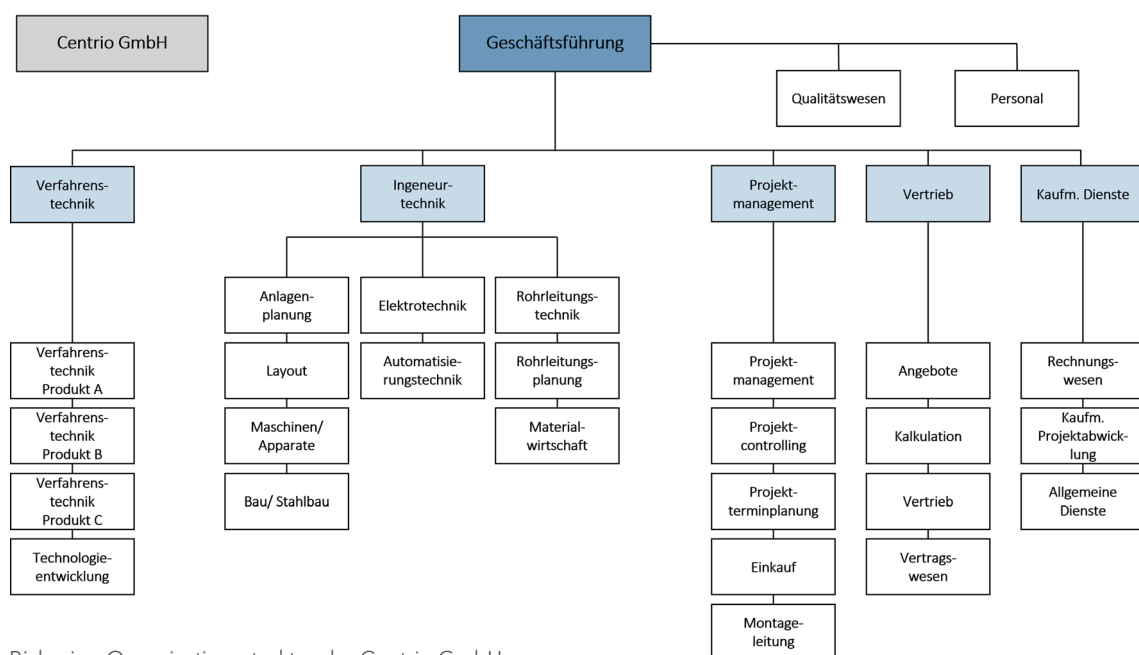 Centrio GmbH
Geschäftsführung
Qualitätswesen
Personal
Verfahrens-
technik
Ingeneur-
technik
Projekt-
management
Vertrieb
Kaufm. Dienste
Anlagen-
planung
Elektrotechnik
Rohrleitungs-
technik
Verfahrens-
technik
Produkt A
Layout
Automatisie-
rungstechnik
Rohrleitungs-
planung
Projekt-
management
Angebote
Rechnungs-
wesen
Verfahrens-
technik
Produkt B
Maschinen/
Apparate
Material-
wirtschaft
Projekt-
controlling
Kalkulation
Kaufm.
Projektabwick-
lung
Verfahrens-
technik
Produkt C
Bau/ Stahlbau
Projekt-
terminplanung
Vertrieb
Allgemeine
Dienste
Technologie-
entwicklung
Einkauf
Vertrags-
wesen
Montage-
leitung